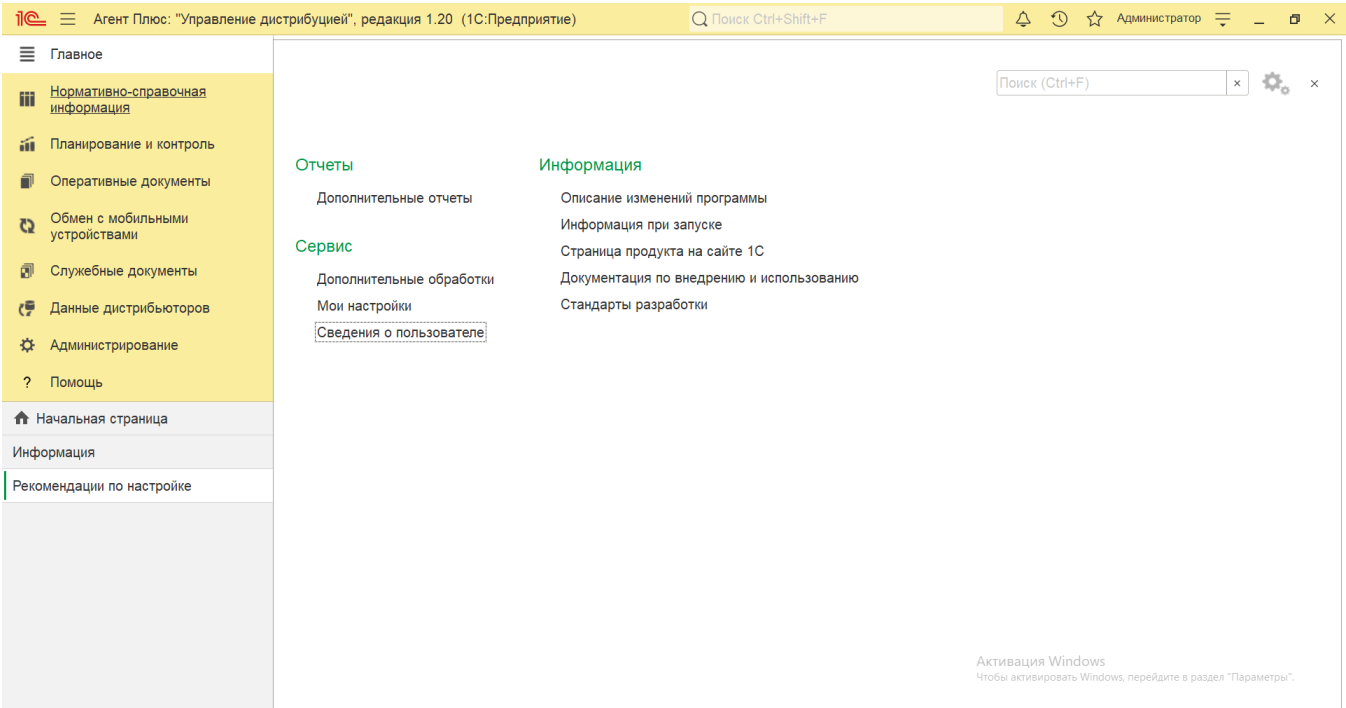 1С Агент Плюс: "Управление дистрибуцией", редакция 1.20 (1С:Предприятие) Поиск Ctrl+Shift+F Администратор
Главное
Нормативно-справочная
информация
Планирование и контроль
Оперативные документы
Обмен с мобильными
устройствами
Служебные документы
Данные дистрибьюторов
Администрирование
? Помощь
Начальная страница
Информация
Рекомендации по настройке
Поиск (Ctrl+F)
Отчеты
Дополнительные отчеты
Сервис
Дополнительные обработки
Мои настройки
Сведения о пользователе
Информация
Описание изменений программы
Информация при запуске
Страница продукта на сайте 1С
Документация по внедрению и использованию
Стандарты разработки
Активация Windows
Чтобы активировать Windows, перейдите в раздел "Параметры".